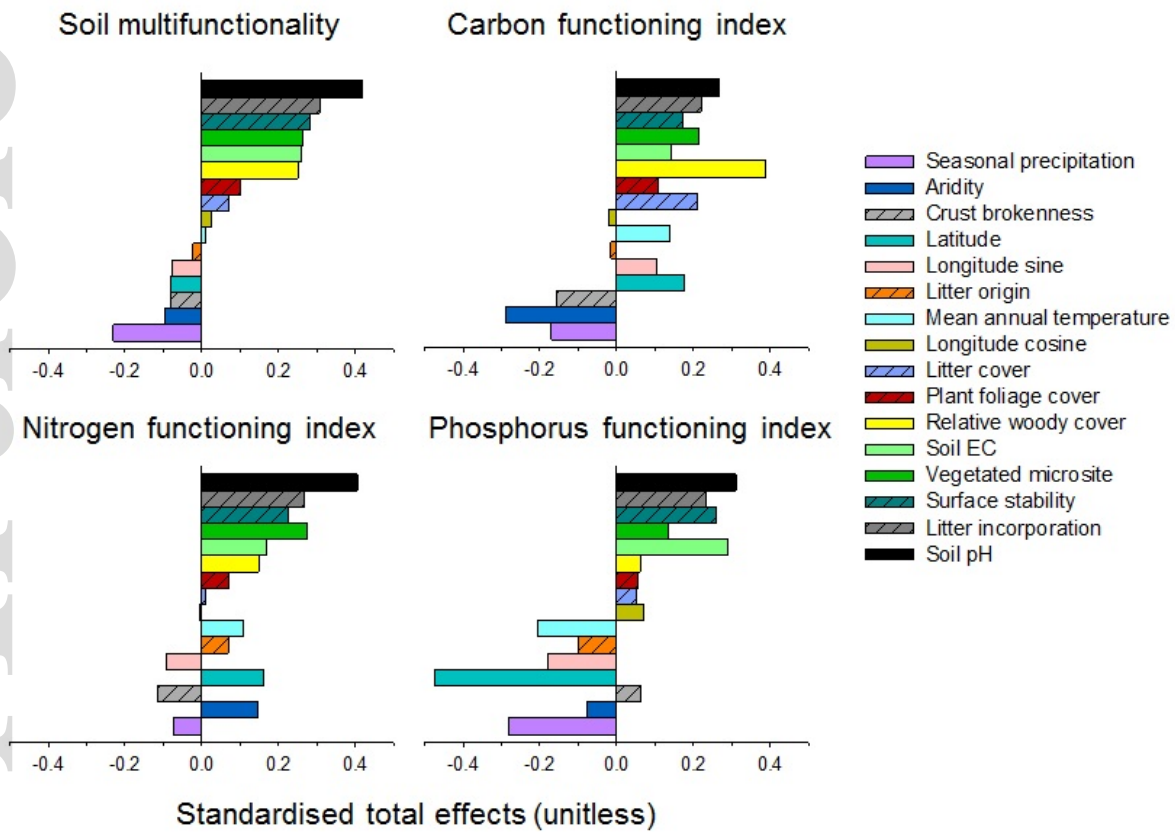 Soil multifunctionality
Carbon functioning index
-0.4 -0.2 0.0 0.2 0.4
-0.4 -0.2 0.0 0.2 0.4
Nitrogen functioning index
Phosphorus functioning index
-0.4 -0.2 0.0 0.2 0.4
-0.4 -0.2 0.0 0.2 0.4
Standardised total effects (unitless)
Seasonal precipitation
Aridity
Crust brokenness
Latitude
Longitude sine
Litter origin
Mean annual temperature
Longitude cosine
Litter cover
Plant foliage cover
Relative woody cover
Soil EC
Vegetated microsite
Surface stability
Litter incorporation
Soil pH